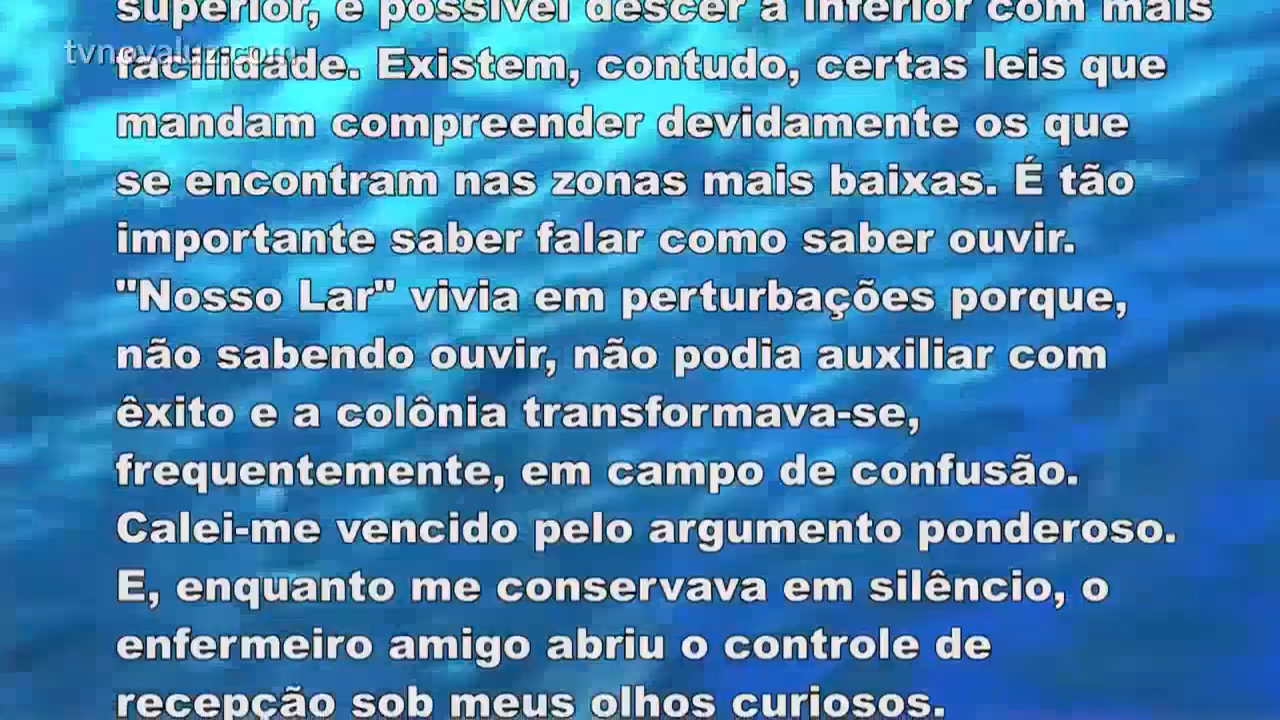 superior, é possível descer à inferior com mais
tvnovaluz.com
facilidade. Existem, contudo, certas leis que
mandam compreender devidamente os que
se encontram nas zonas mais baixas. É tão
importante saber falar como saber ouvir.
"Nosso Lar" vivia em perturbações porque,
não sabendo ouvir, não podia auxiliar com
êxito e a colônia transformava-se,
frequentemente, em campo de confusão.
Calei-me vencido pelo argumento ponderoso.
E, enquanto me conservava em silêncio, o
enfermeiro amigo abriu o controle de
recepção sob meus olhos curiosos.